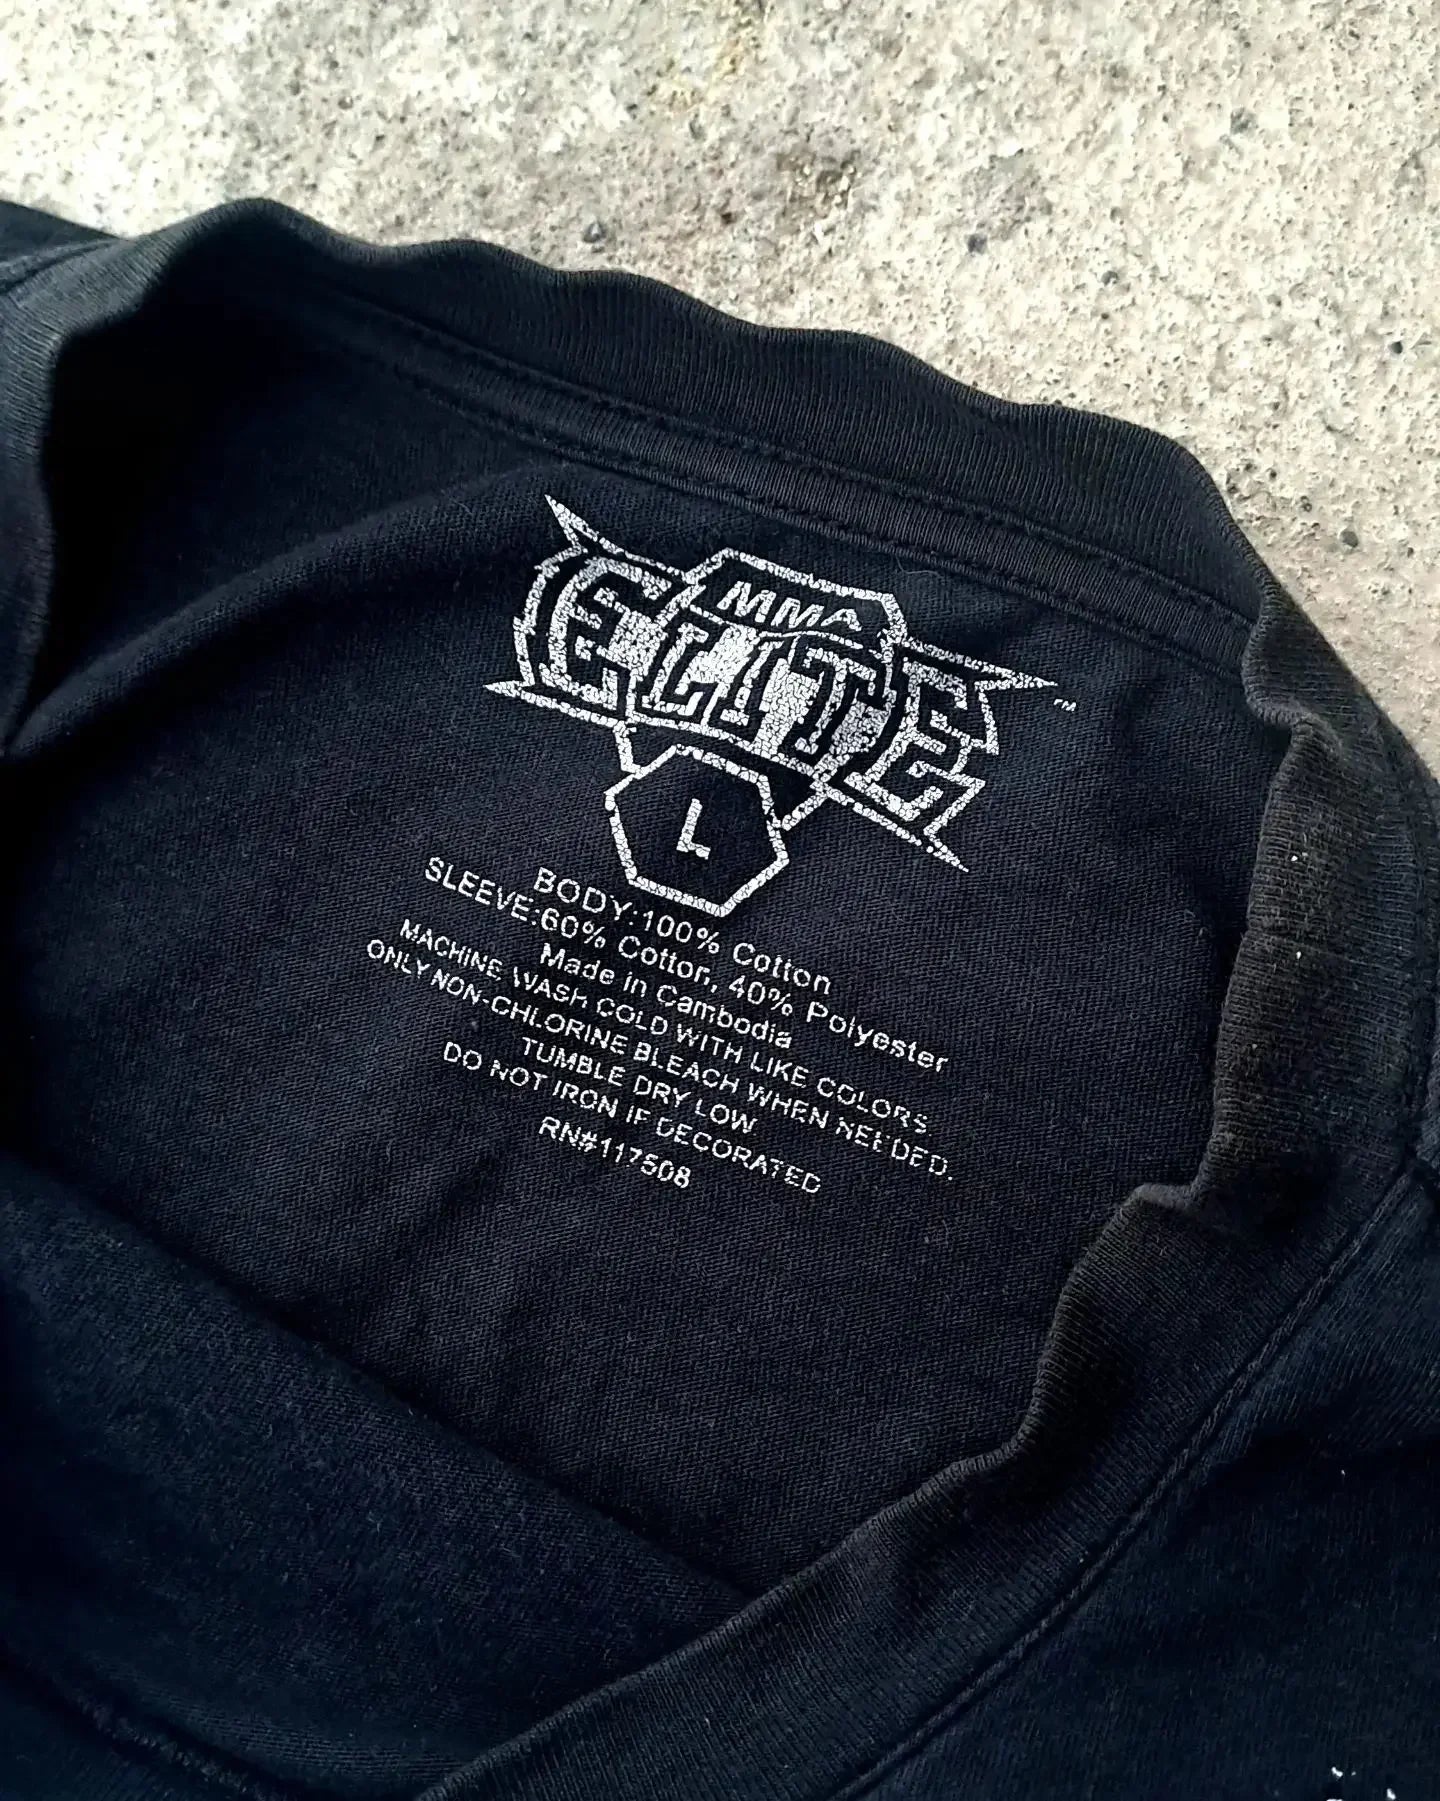 MMA
ELITE
TM
L
BODY:100% Cotton
SLEEVE:60% Cotton, 40% Polyester
Made in Cambodia
MACHINE WASH COLD WITH LIKE COLORS.
ONLY NON-CHLORINE BLEACH WHEN NEEDED.
TUMBLE DRY LOW
DO NOT IRON IF DECORATED
RN#117508